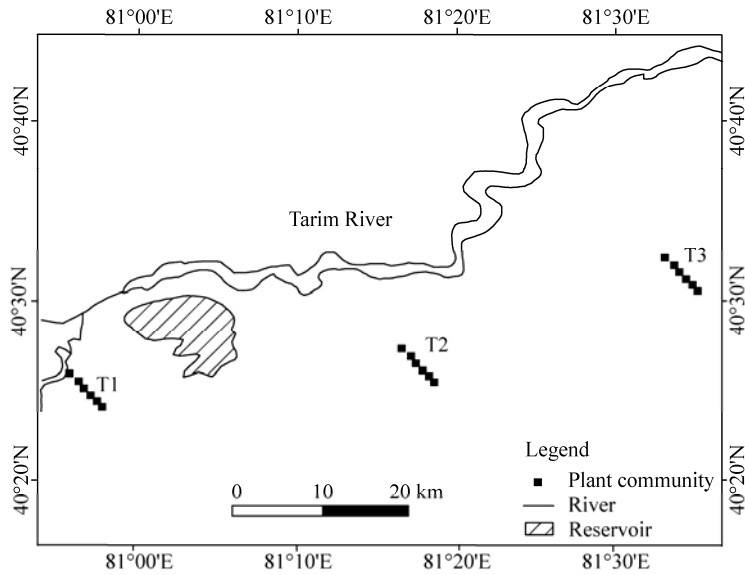 81°00'E 81°10'E 81°20'E 81°30'E
40°40'N 40°40'N
Tarim River
T3
40°30'N 40°30'N
T2
T1
Legend
Plant community
40°20'N 40°20'N
0 10 20 km
River
Reservoir
81°00'E 81°10'E 81°20'E 81°30'E